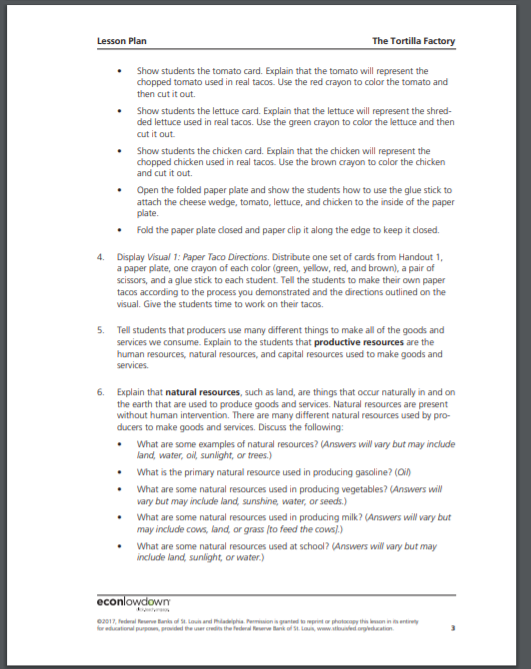 Lesson Plan
The Tortilla Factory
• Show students the tomato card. Explain that the tomato will represent the
chopped tomato used in real tacos. Use the red crayon to color the tomato and
then cut it out.
• Show students the lettuce card. Explain that the lettuce will represent the shred-
ded lettuce used in real tacos. Use the green crayon to color the lettuce and then
cut it out.
• Show students the chicken card. Explain that the chicken will represent the
chopped chicken used in real tacos. Use the brown crayon to color the chicken
and cut it out.
• Open the folded paper plate and show the students how to use the glue stick to
attach the cheese wedge, tomato, lettuce, and chicken to the inside of the paper
plate.
• Fold the paper plate closed and paper clip it along the edge to keep it closed.
4. Display Visual 1: Paper Taco Directions. Distribute one set of cards from Handout 1,
a paper plate, one crayon of each color (green, yellow, red, and brown), a pair of
scissors, and a glue stick to each student. Tell the students to make their own paper
tacos according to the process you demonstrated and the directions outlined on the
visual. Give the students time to work on their tacos.
5. Tell students that producers use many different things to make all of the goods and
services we consume. Explain to the students that productive resources are the
human resources, natural resources, and capital resources used to make goods and
services.
6. Explain that natural resources, such as land, are things that occur naturally in and on
the earth that are used to produce goods and services. Natural resources are present
without human intervention. There are many different natural resources used by pro-
ducers to make goods and services. Discuss the following:
• What are some examples of natural resources? (Answers will vary but may include
land, water, oil, sunlight, or trees.)
• What is the primary natural resource used in producing gasoline? (Oil)
• What are some natural resources used in producing vegetables? (Answers will
vary but may include land, sunshine, water, or seeds.)
• What are some natural resources used in producing milk? (Answers will vary but
may include cows, land, or grass [to feed the cows].)
• What are some natural resources used at school? (Answers will vary but may
include land, sunlight, or water.)
econlowdown
©2017, Federal Reserve Banks of St. Louis and Philadelphia. Permission is granted to reprint or photocopy this lesson in its entirety
for educational purposes, provided the user credits the Federal Reserve Bank of St. Louis, www.stlouisfed.org/education.
3